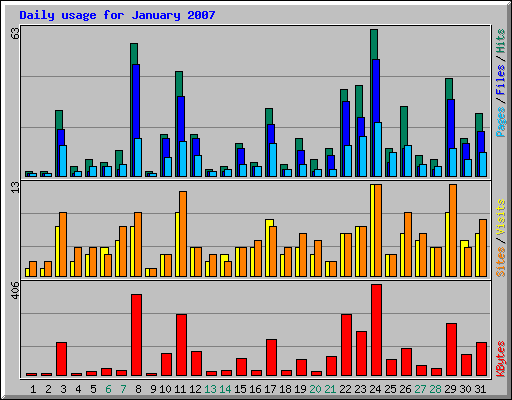 Daily usage for January 2007
63
Pages / Files / Hits
13
Sites / Visits
406
KBytes
1 2 3 4 5 6 7 8 9 10 11 12 13 14 15 16 17 18 19 20 21 22 23 24 25 26 27 28 29 30 31